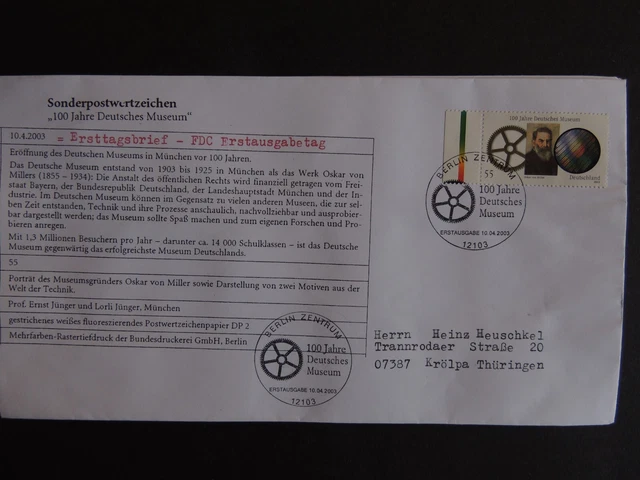 Sonderpostwertzeichen
„100 Jahre Deutsches Museum“
10.4.2003 = Ersttagsbrief - FDC Erstausgabetag
Eröffnung des Deutschen Museums in München vor 100 Jahren.
Das Deutsche Museum entstand von 1903 bis 1925 in München als das Werk Oskar von
Millers (1855 – 1934): Die Anstalt des öffentlichen Rechts wird finanziell getragen vom Frei-
staat Bayern, der Bundesrepublik Deutschland, der Landeshauptstadt München und der In-
dustrie. Im Deutschen Museum können im Gegensatz zu vielen anderen Museen, die zur sel-
ben Zeit entstanden, Technik und ihre Prozesse anschaulich, nachvollziehbar und ausprobier-
bar dargestellt werden; das Museum sollte Spaß machen und zum eigenen Forschen und Pro-
bieren anregen.
Mit 1,3 Millionen Besuchern pro Jahr – darunter ca. 14 000 Schulklassen – ist das Deutsche
Museum gegenwärtig das erfolgreichste Museum Deutschlands.
55
Porträt des Museumsgründers Oskar von Miller sowie Darstellung von zwei Motiven aus der
Welt der Technik.
Prof. Ernst Jünger und Lorli Jünger, München
gestrichenes weißes fluoreszierendes Postwertzeichenpapier DP 2
Mehrfarben-Rastertiefdruck der Bundesdruckerei GmbH, Berlin
100 Jahre Deutsches Museum
55
Deutschland
BERLIN ZENTRUM
100 Jahre
Deutsches
Museum
ERSTAUSGABE 10.04.2003
12103
BERLIN ZENTRUM
100 Jahre
Deutsches
Museum
ERSTAUSGABE 10.04.2003
12103
Herrn Heinz Heuschkel
Trannrodaer Straße 20
07387 Krölpa Thüringen